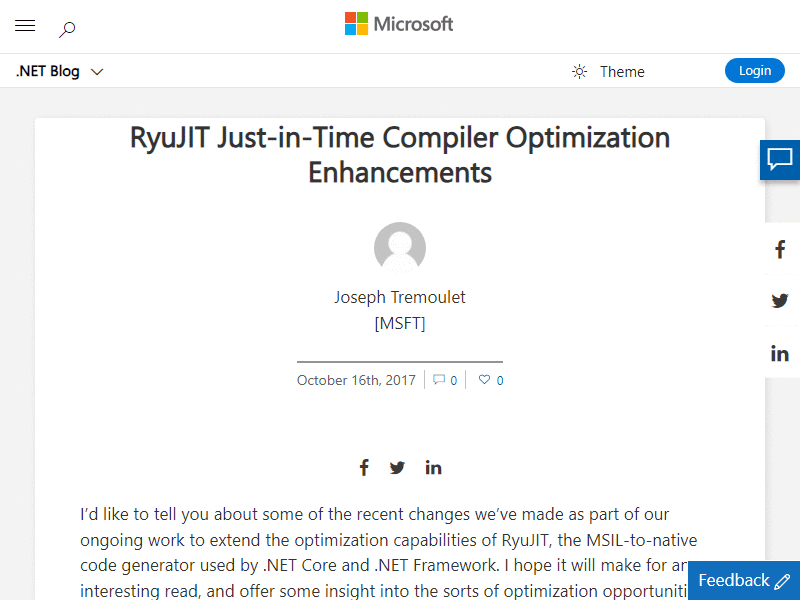 Microsoft
.NET Blog
Theme
Login
RyuJIT Just-in-Time Compiler Optimization
Enhancements
Joseph Tremoulet
[MSFT]
October 16th, 2017
0
0
I’d like to tell you about some of the recent changes we’ve made as part of our
ongoing work to extend the optimization capabilities of RyuJIT, the MSIL-to-native
code generator used by .NET Core and .NET Framework. I hope it will make for an
interesting read, and offer some insight into the sorts of optimization
Feedback